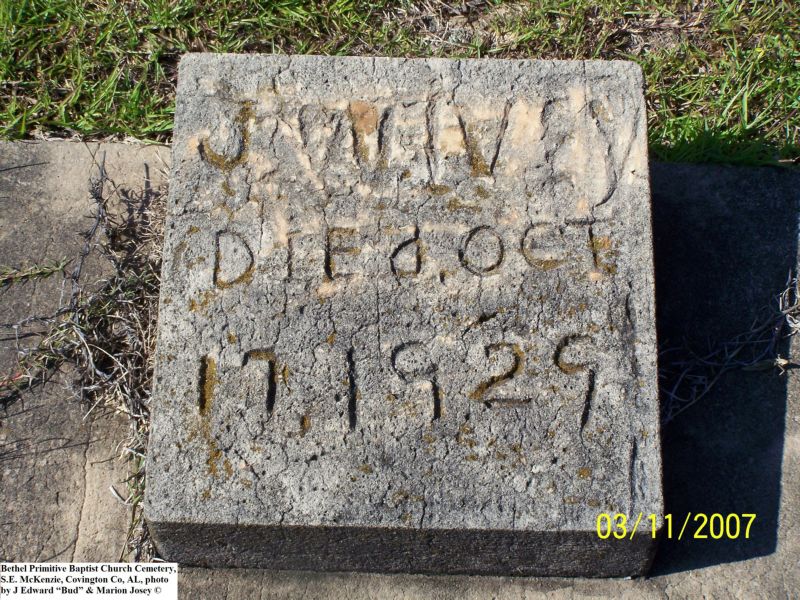 DIEd. OCT
17. 1929
03/11/2007
Bethel Primitive Baptist Church Cemetery,
S.E. McKenzie, Covington Co, AL, photo
by J Edward “Bud” & Marion Josey ©